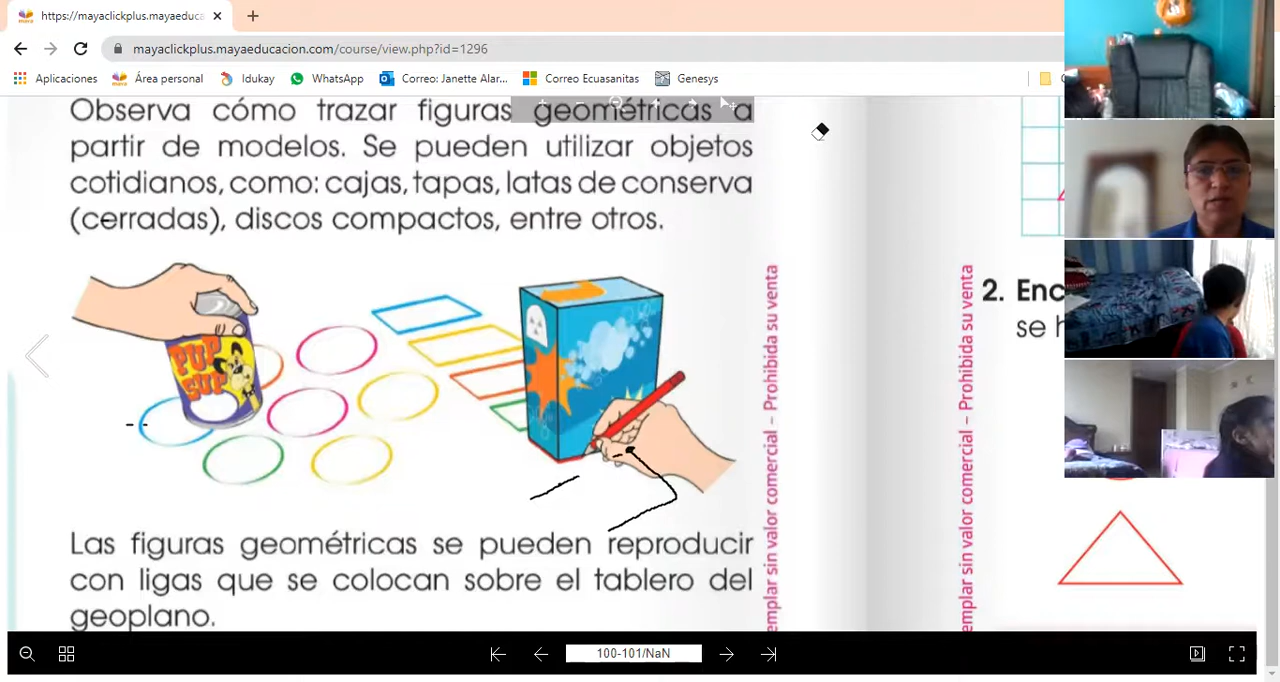 https://mayaclickplus.mayaeduca
mayaclickplus.mayaeducacion.com/course/view.php?id=1296
Aplicaciones Área personal Idukay WhatsApp Correo: Janette Alar... Correo Ecuasanitas Genesys
Observa cómo trazar figuras geométricas a
partir de modelos. Se pueden utilizar objetos
cotidianos, como: cajas, tapas, latas de conserva
(cerradas), discos compactos, entre otros.
PUP
SUP
Las figuras geométricas se pueden reproducir
con ligas que se colocan sobre el tablero del
geoplano.
emplar sin valor comercial – Prohibida su venta
emplar sin valor comercial – Prohibida su venta
2. Enc
se h
100-101/NaN